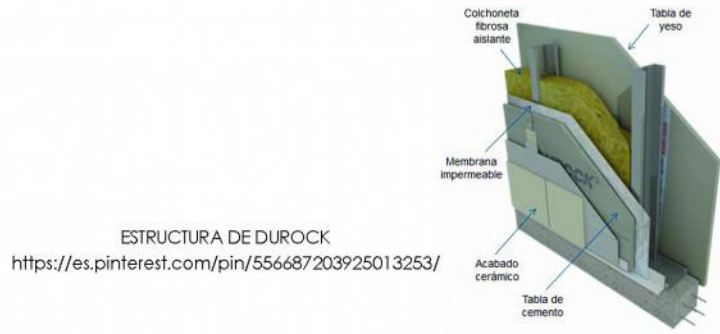 Colchoneta
fibrosa
aislante
Tabla de
yeso
Membrana
impermeable
ESTRUCTURA DE DUROCK
https://es.pinterest.com/pin/556687203925013253/
Acabado
cerámico
Tabla de
cemento